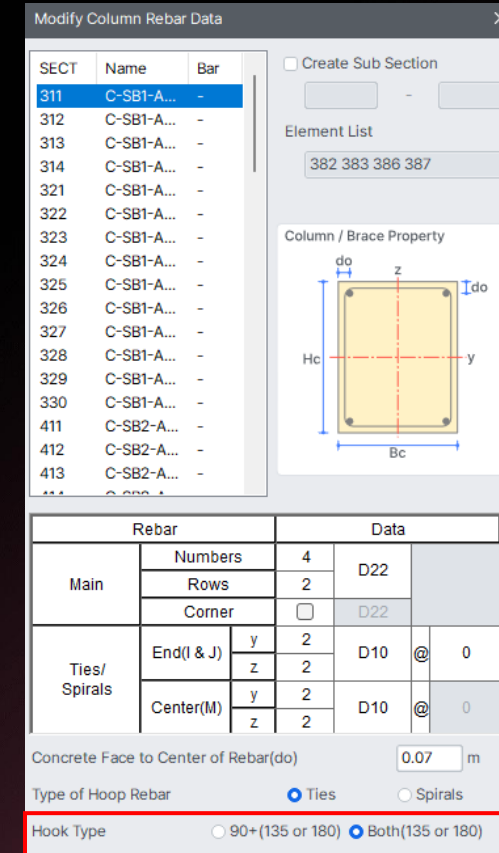 Modify Column Rebar Data
SECT Name Bar
311 C-SB1-A... -
312 C-SB1-A... -
313 C-SB1-A... -
314 C-SB1-A... -
321 C-SB1-A... -
322 C-SB1-A... -
323 C-SB1-A... -
324 C-SB1-A... -
325 C-SB1-A... -
326 C-SB1-A... -
327 C-SB1-A... -
328 C-SB1-A... -
329 C-SB1-A... -
330 C-SB1-A... -
411 C-SB2-A... -
412 C-SB2-A... -
413 C-SB2-A... -
Create Sub Section
-
Element List
382 383 386 387
Column / Brace Property
do
z
do
Hc
y
Bc
Rebar Data
Main Numbers 4 D22
Rows 2
Corner D22
Ties/ Spirals End(I & J) y 2 D10 @ 0
z 2
Center(M) y 2 D10 @ 0
z 2
Concrete Face to Center of Rebar(do) 0.07 m
Type of Hoop Rebar Ties Spirals
Hook Type 90+(135 or 180) Both(135 or 180)